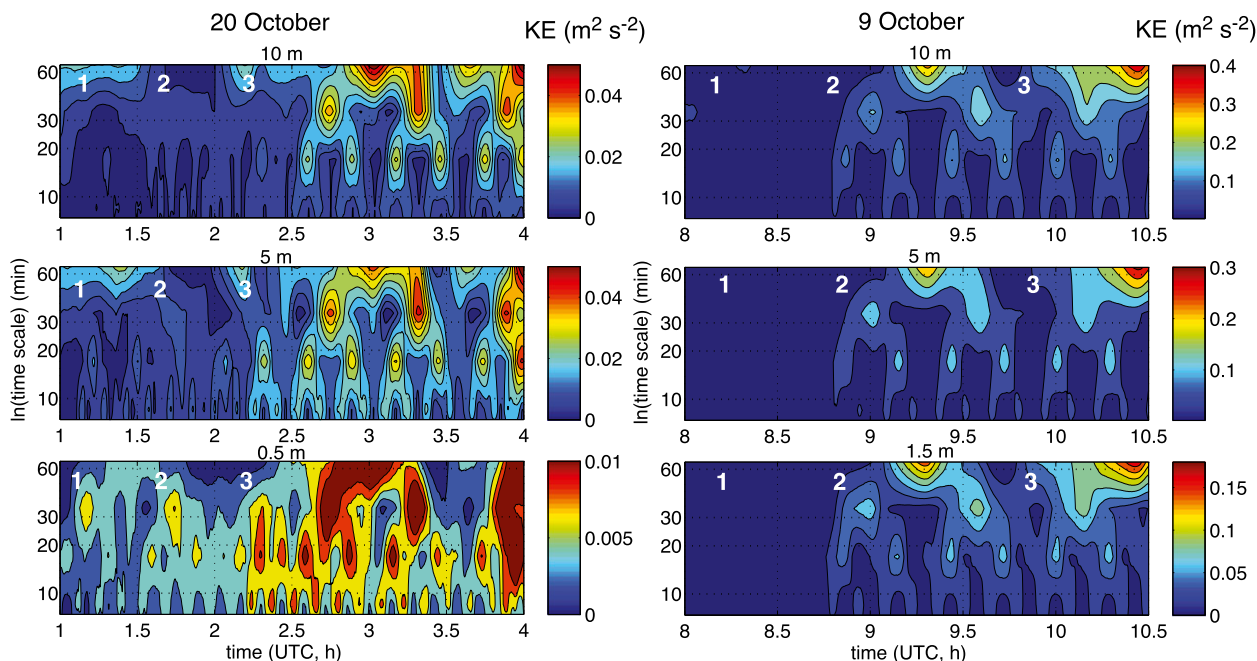 20 October
KE (m² s⁻²)
10 m
1 2 3
60
30
20
10
0.04
0.02
0
1 1.5 2 2.5 3 3.5 4
5 m
1 2 3
60
30
20
10
0.04
0.02
0
1 1.5 2 2.5 3 3.5 4
ln(time scale) (min)
0.5 m
1 2 3
60
30
20
10
0.01
0.005
0
1 1.5 2 2.5 3 3.5 4
time (UTC, h)
9 October
KE (m² s⁻²)
10 m
1 2 3
60
30
20
10
0.4
0.3
0.2
0.1
8 8.5 9 9.5 10 10.5
5 m
1 2 3
60
30
20
10
0.3
0.2
0.1
8 8.5 9 9.5 10 10.5
ln(time scale) (min)
1.5 m
1 2 3
60
30
20
10
0.15
0.1
0.05
0
8 8.5 9 9.5 10 10.5
time (UTC, h)